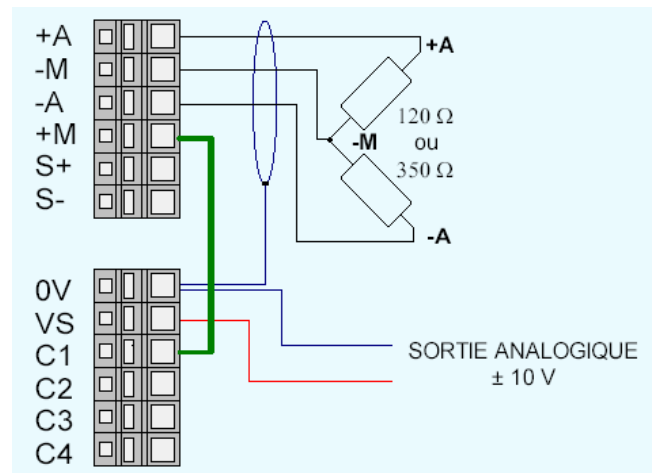 +A
-M
-A
+M
S+
S-
+A
120 Ω
-M ou
350 Ω
-A
0V
VS
C1
C2
C3
C4
SORTIE ANALOGIQUE
± 10 V